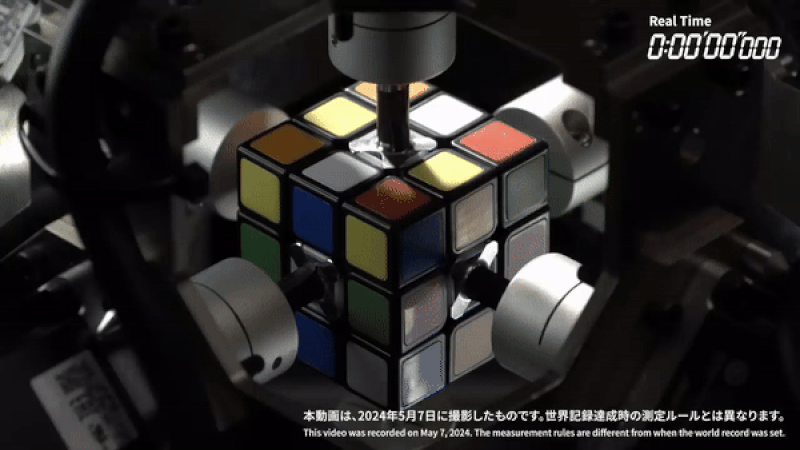 Real Time
0:00'00"000
本動画は、2024年5月7日に撮影したものです。世界記録達成時の測定ルールとは異なります。
This video was recorded on May 7, 2024. The measurement rules are different from when the world record was set.